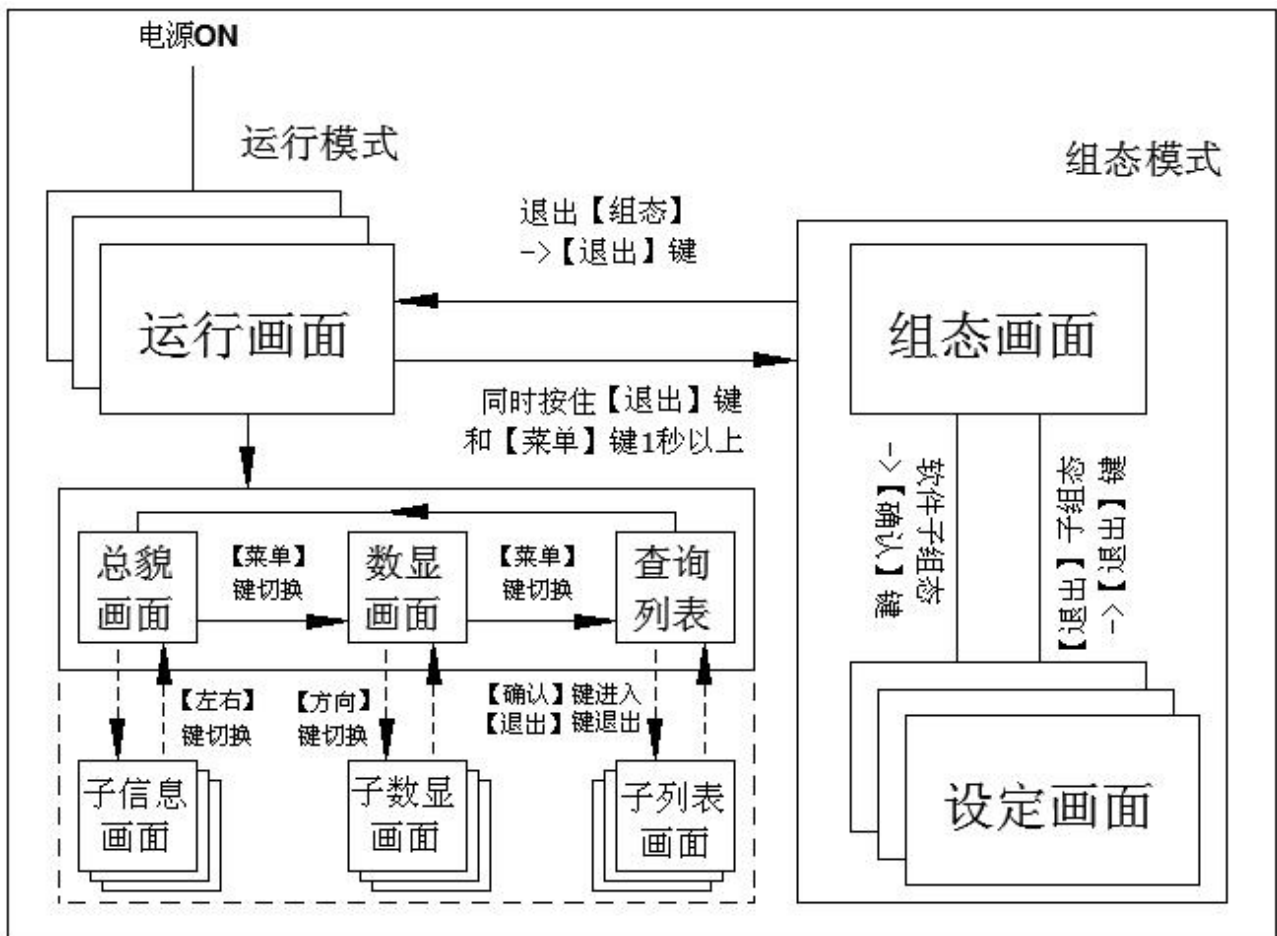 电源ON
运行模式
组态模式
退出【组态】
->【退出】键
运行画面
组态画面
同时按住【退出】键
和【菜单】键1秒以上
软件子组态
->【确认】键
【退出】子组态
->【退出】键
总貌
画面
【菜单】
键切换
数显
画面
【菜单】
键切换
查询
列表
【左右】
键切换
【方向】
键切换
【确认】键进入
【退出】键退出
子信息
画面
子数显
画面
子列表
画面
设定画面